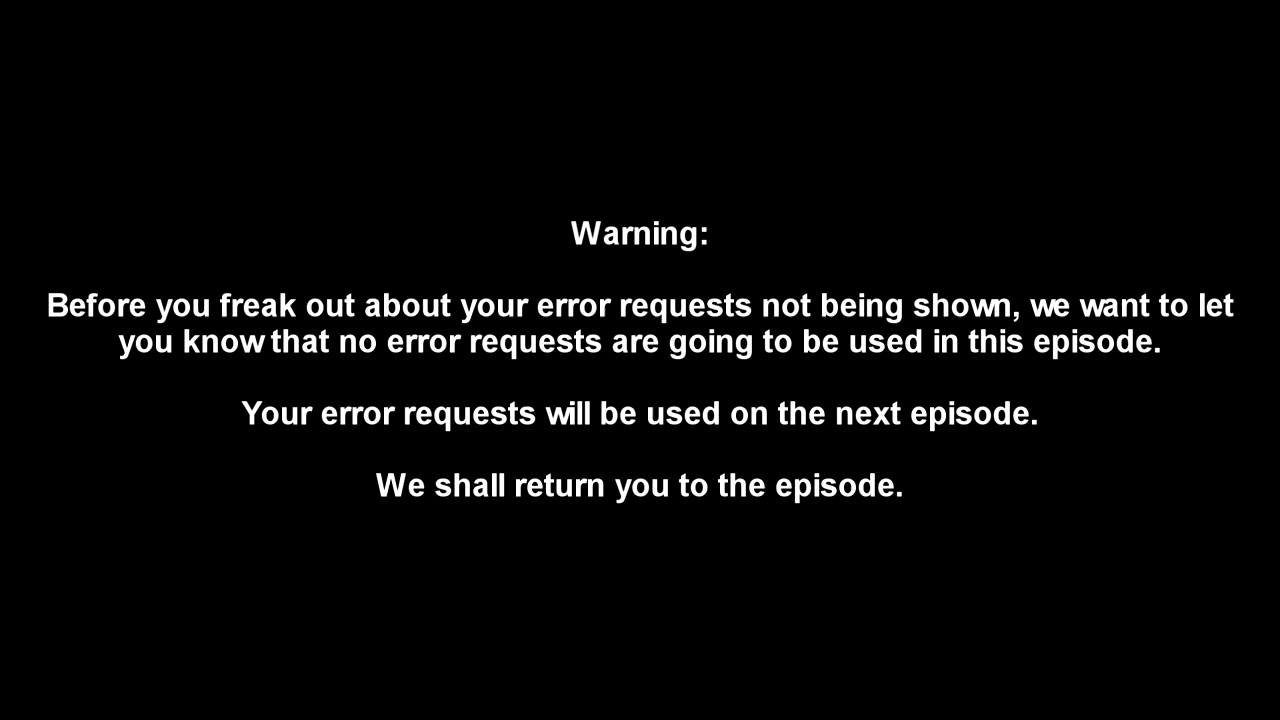 Warning:
Before you freak out about your error requests not being shown, we want to let
you know that no error requests are going to be used in this episode.
Your error requests will be used on the next episode.
We shall return you to the episode.